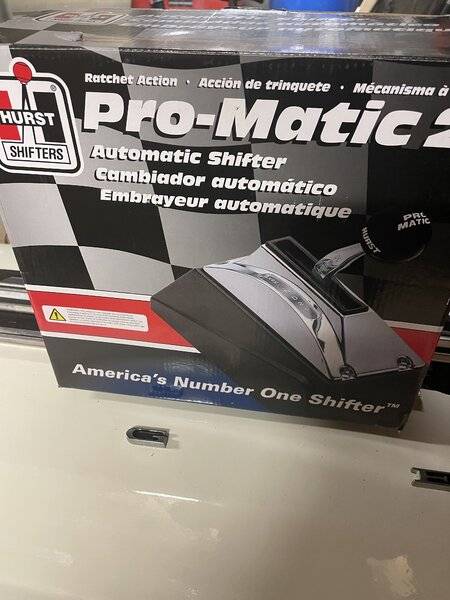 HURST
SHIFTERS
Ratchet Action · Acción de trinquete · Mécanisma à
Pro-Matic 2
Automatic Shifter
Cambiador automático
Embrayeur automatique
PRO
MATIC
HURST
America's Number One Shifter™